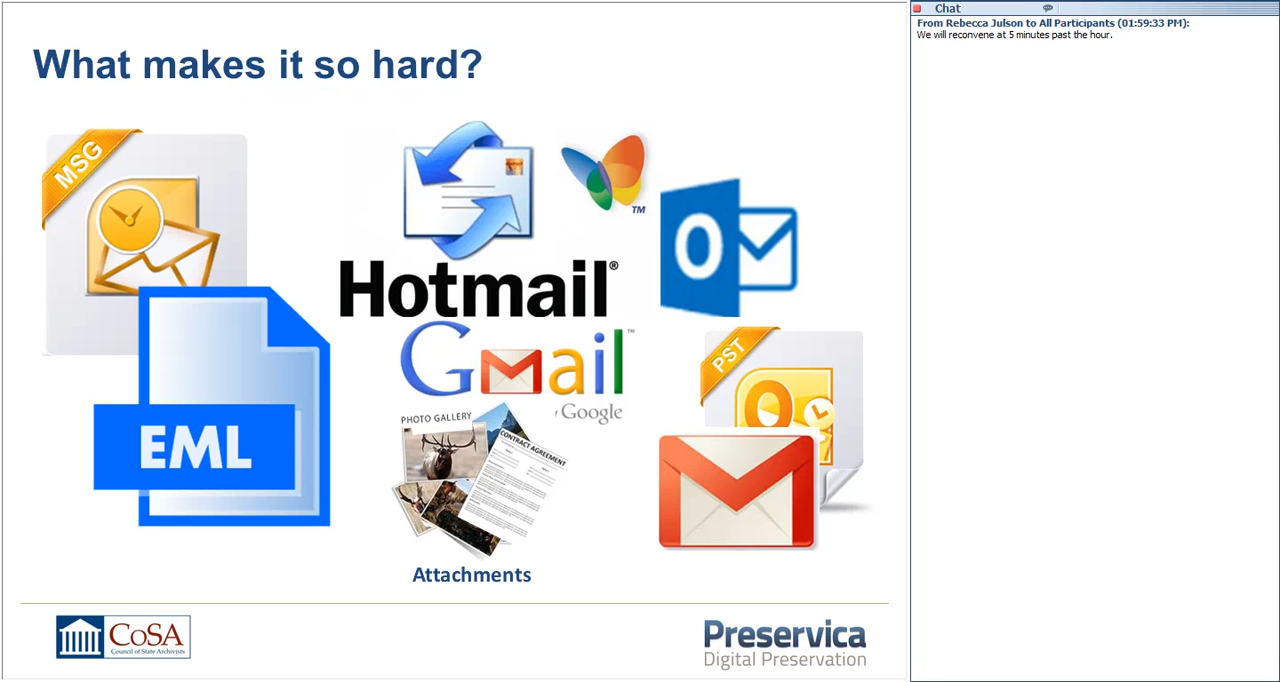 What makes it so hard?
MSG
EML
TM
Hotmail®
O
Gmail™
by Google
PST
O
PHOTO GALLERY
CONTRACT AGREEMENT
Attachments
CoSA
Council of State Archivists
Preservica
Digital Preservation
Chat
From Rebecca Julson to All Participants (01:59:33 PM):
We will reconvene at 5 minutes past the hour.